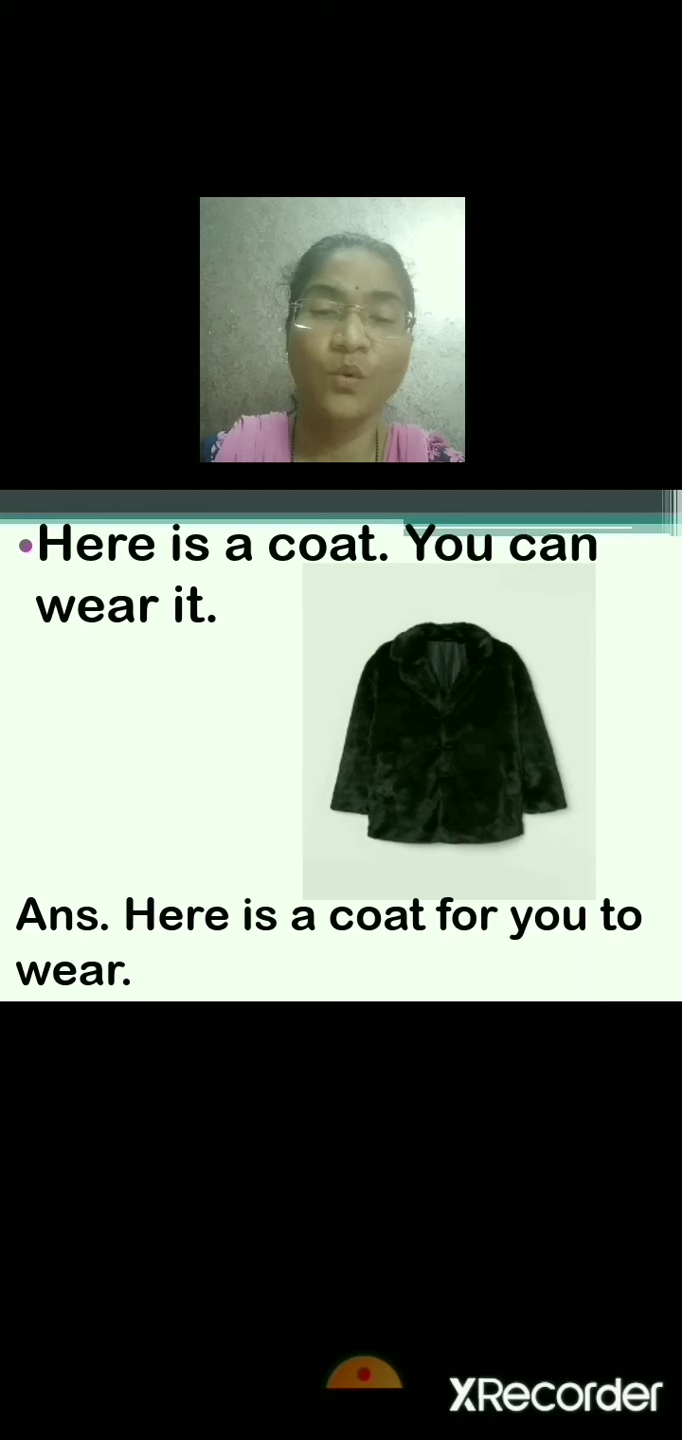 •Here is a coat. You can
wear it.
Ans. Here is a coat for you to
wear.
XRecorder